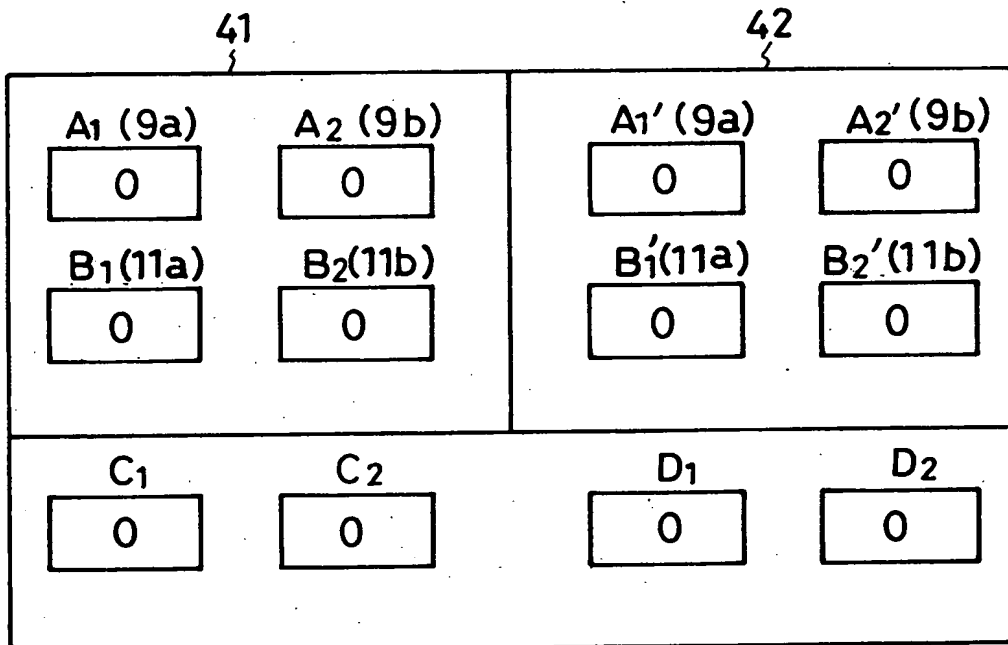 41 42
A₁ (9a) A₂ (9b) A₁′ (9a) A₂′ (9b)
0 0 0 0
B₁ (11a) B₂ (11b) B₁′ (11a) B₂′ (11b)
0 0 0 0
C₁ C₂ D₁ D₂
0 0 0 0